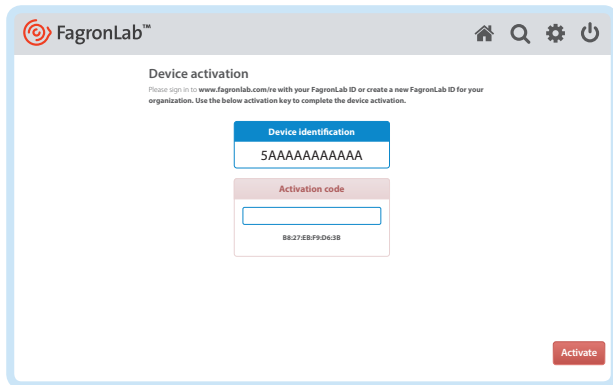 FagronLab™
Device activation
Please sign in to www.fagronlab.com/re with your FagronLab ID or create a new FagronLab ID for your
organization. Use the below activation key to complete the device activation.
Device identification
5AAAAAAAAAAA
Activation code
B8:27:EB:F9:D6:3B
Activate